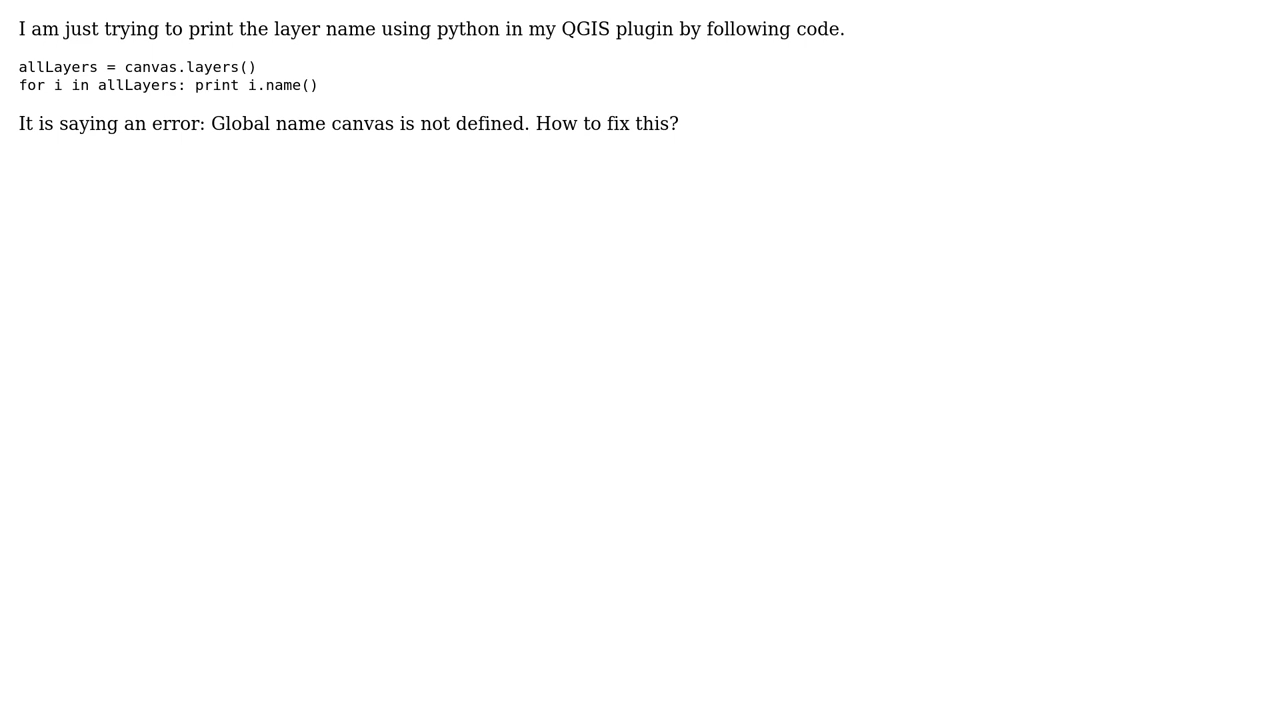 I am just trying to print the layer name using python in my QGIS plugin by following code.
allLayers = canvas.layers()
for i in allLayers: print i.name()
It is saying an error: Global name canvas is not defined. How to fix this?